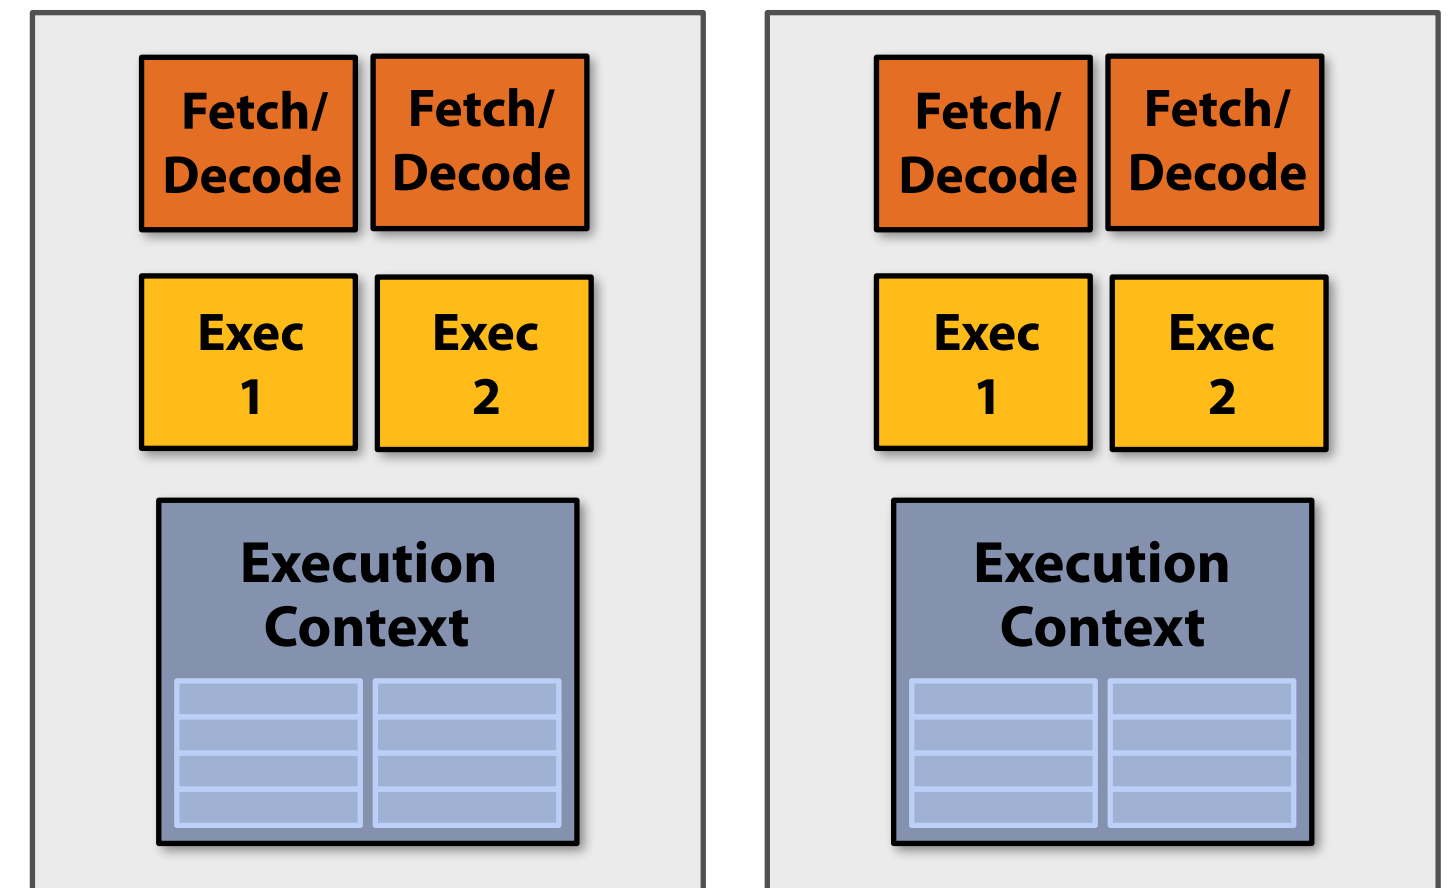 Fetch/
Decode
Fetch/
Decode
Exec
1
Exec
2
Execution
Context
Fetch/
Decode
Fetch/
Decode
Exec
1
Exec
2
Execution
Context